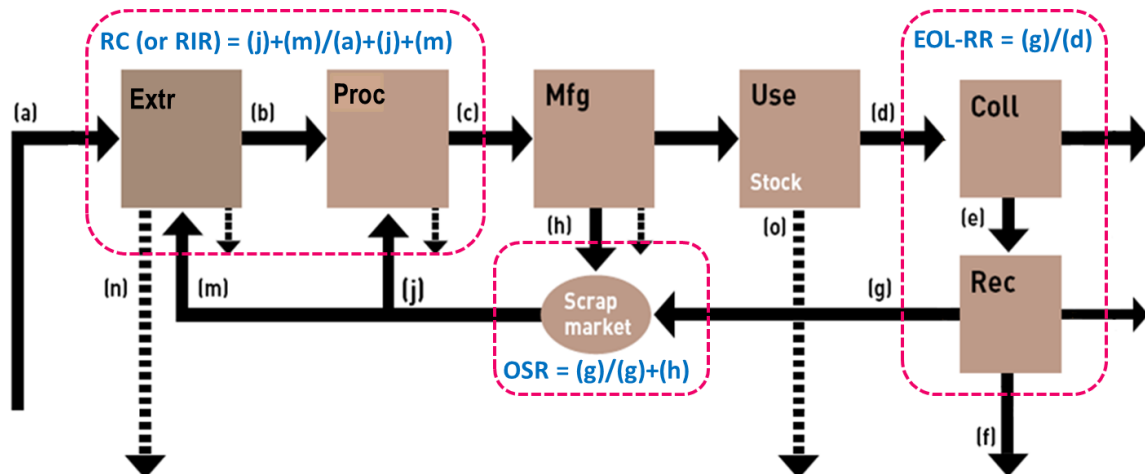 RC (or RIR) = (j)+(m)/(a)+(j)+(m)
EOL-RR = (g)/(d)
Extr
Proc
Mfg
Use
Coll
(a)
(b)
(c)
(d)
Stock
(h)
(o)
(e)
(n)
(m)
(j)
Scrap
market
(g)
Rec
OSR = (g)/(g)+(h)
(f)